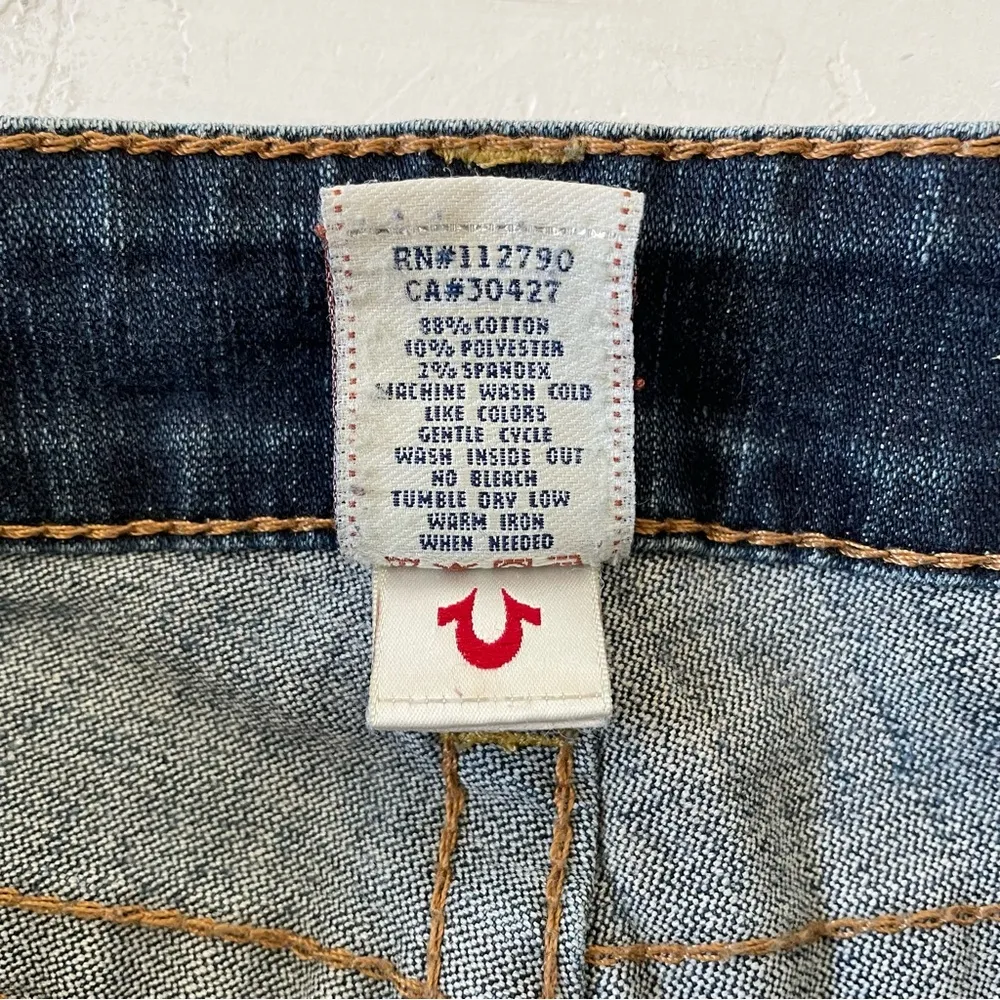 RN#112790
CA#30427
88% COTTON
10% POLYESTER
2% SPANDEX
MACHINE WASH COLD
LIKE COLORS
GENTLE CYCLE
WASH INSIDE OUT
NO BLEACH
TUMBLE DRY LOW
WARM IRON
WHEN NEEDED